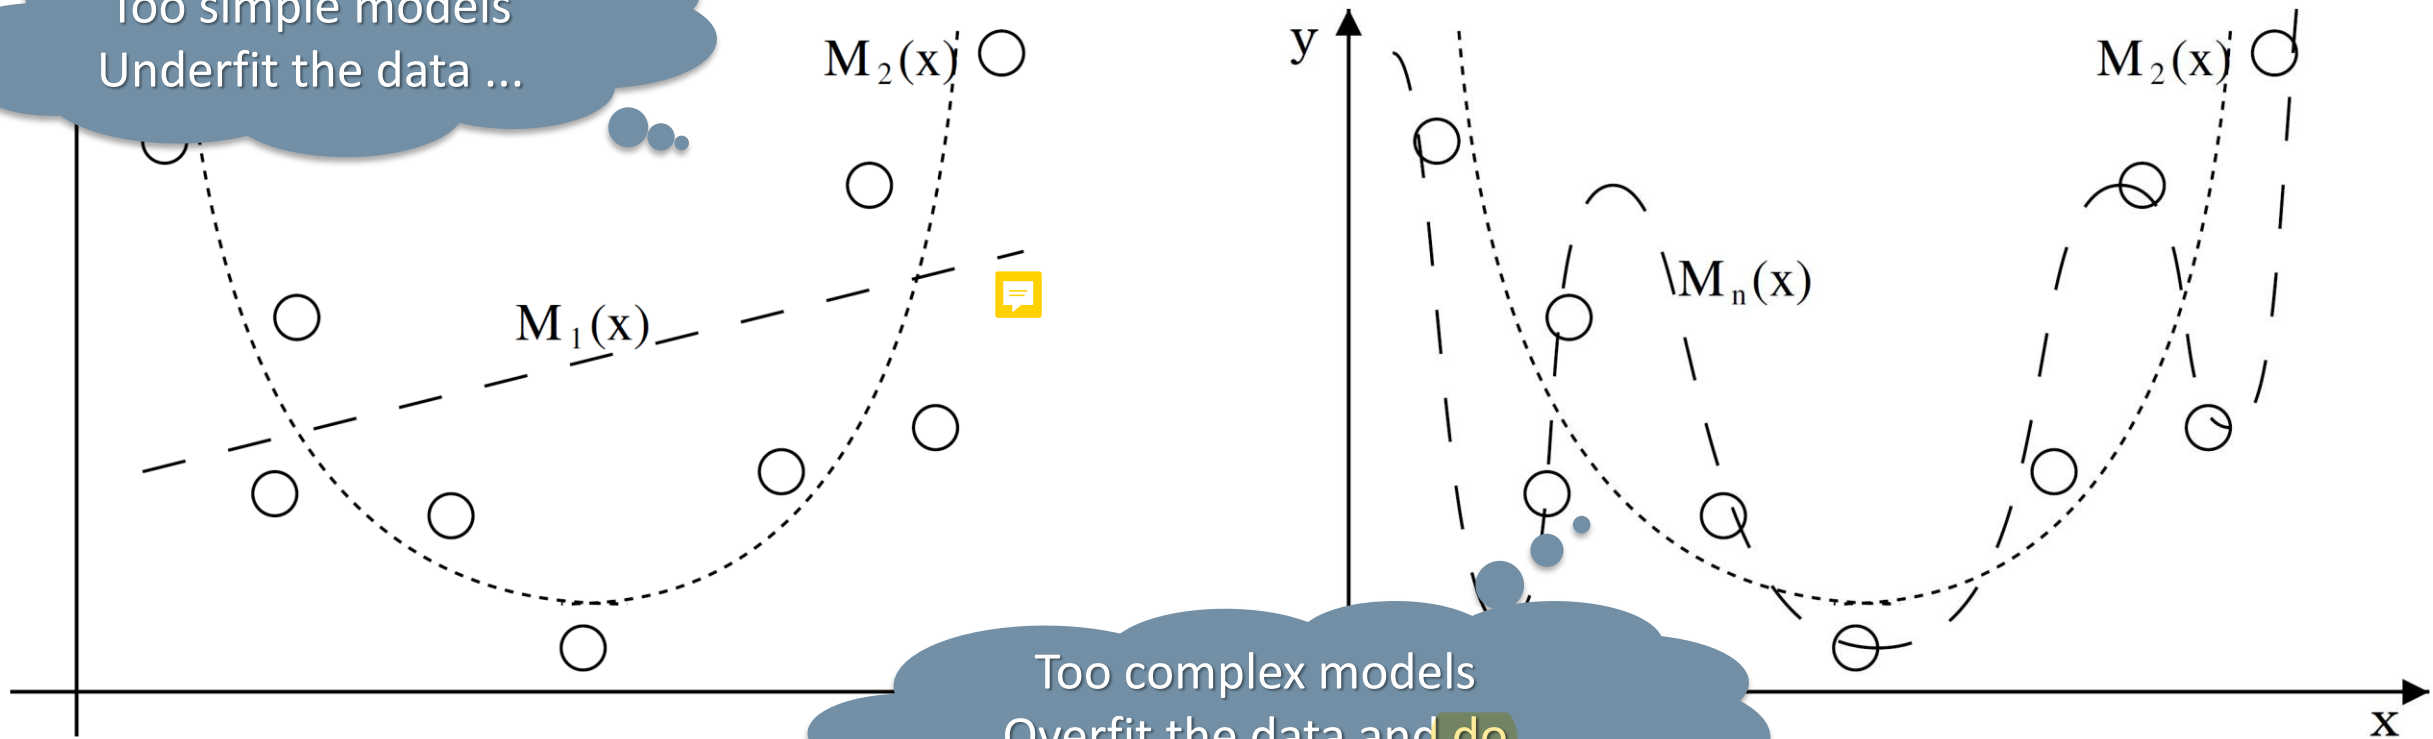 Too simple models
Underfit the data ...
M₂(x)
M₁(x)
y
M₂(x)
Mₙ(x)
Too complex models
Overfit the data and do
x